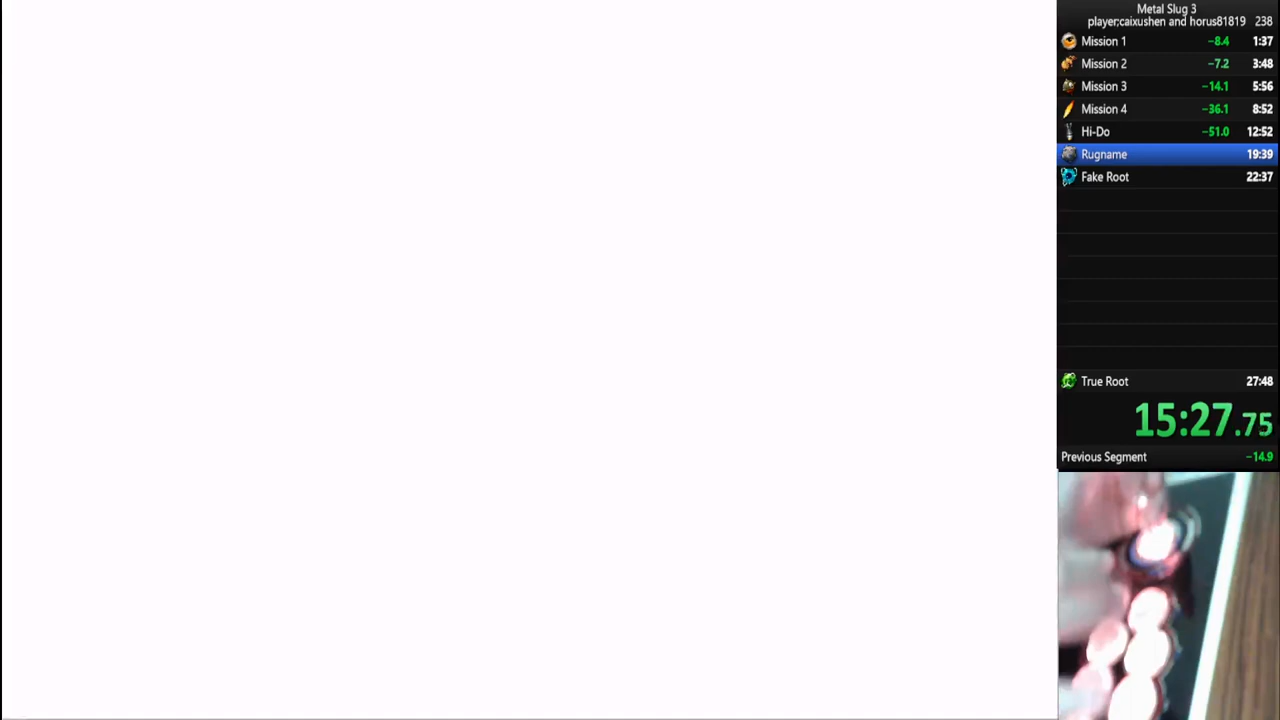 Metal Slug 3
player;caixushen and horus81819 238
Mission 1 -8.4 1:37
Mission 2 -7.2 3:48
Mission 3 -14.1 5:56
Mission 4 -36.1 8:52
Hi-Do -51.0 12:52
Rugname 19:39
Fake Root 22:37
True Root 27:48
15:27.75
Previous Segment -14.9